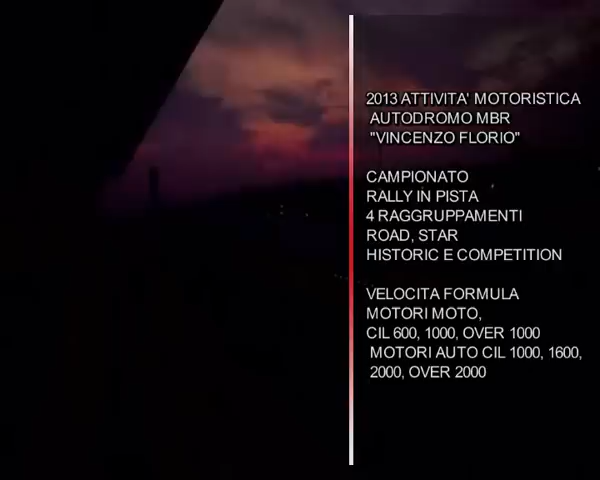 2013 ATTIVITA' MOTORISTICA
AUTODROMO MBR
"VINCENZO FLORIO"
CAMPIONATO
RALLY IN PISTA
4 RAGGRUPPAMENTI
ROAD, STAR
HISTORIC E COMPETITION
VELOCITA FORMULA
MOTORI MOTO,
CIL 600, 1000, OVER 1000
MOTORI AUTO CIL 1000, 1600,
2000, OVER 2000